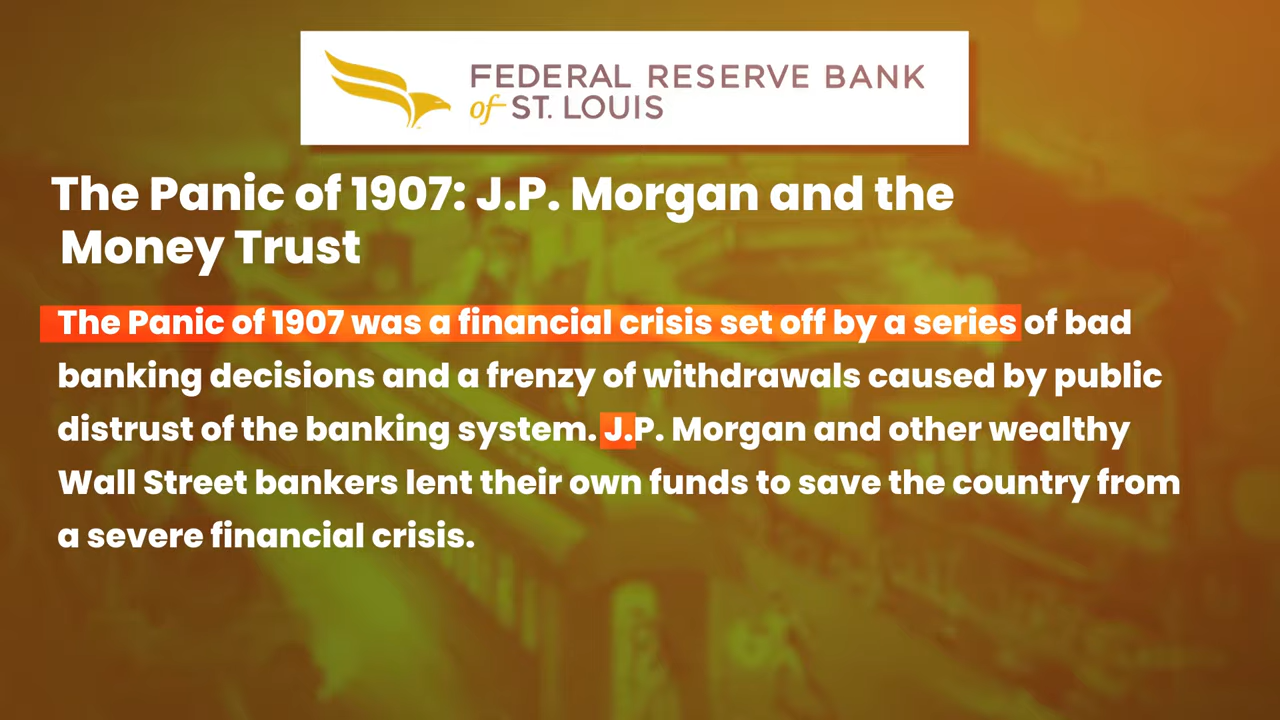 FEDERAL RESERVE BANK
of ST. LOUIS
The Panic of 1907: J.P. Morgan and the
Money Trust
The Panic of 1907 was a financial crisis set off by a series of bad
banking decisions and a frenzy of withdrawals caused by public
distrust of the banking system. J.P. Morgan and other wealthy
Wall Street bankers lent their own funds to save the country from
a severe financial crisis.